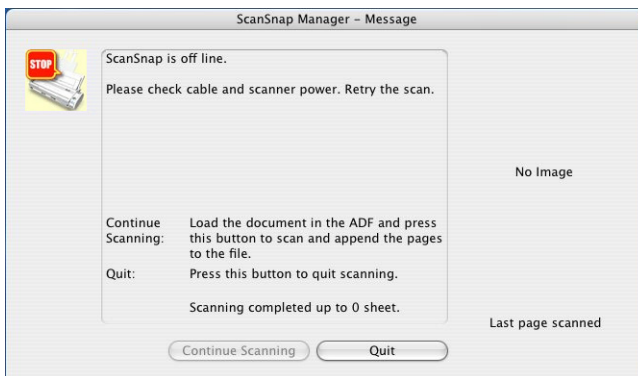 ScanSnap Manager – Message
STOP
ScanSnap is off line.
Please check cable and scanner power. Retry the scan.
No Image
Continue Scanning:
Load the document in the ADF and press
this button to scan and append the pages
to the file.
Quit:
Press this button to quit scanning.
Scanning completed up to 0 sheet.
Last page scanned
Continue Scanning
Quit